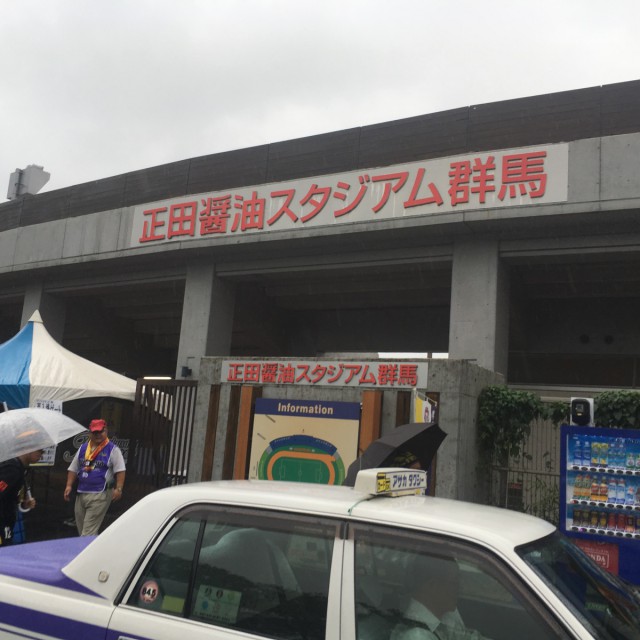 正田醤油スタジアム群馬
正田醤油スタジアム群馬
Information
アサカ タクシー